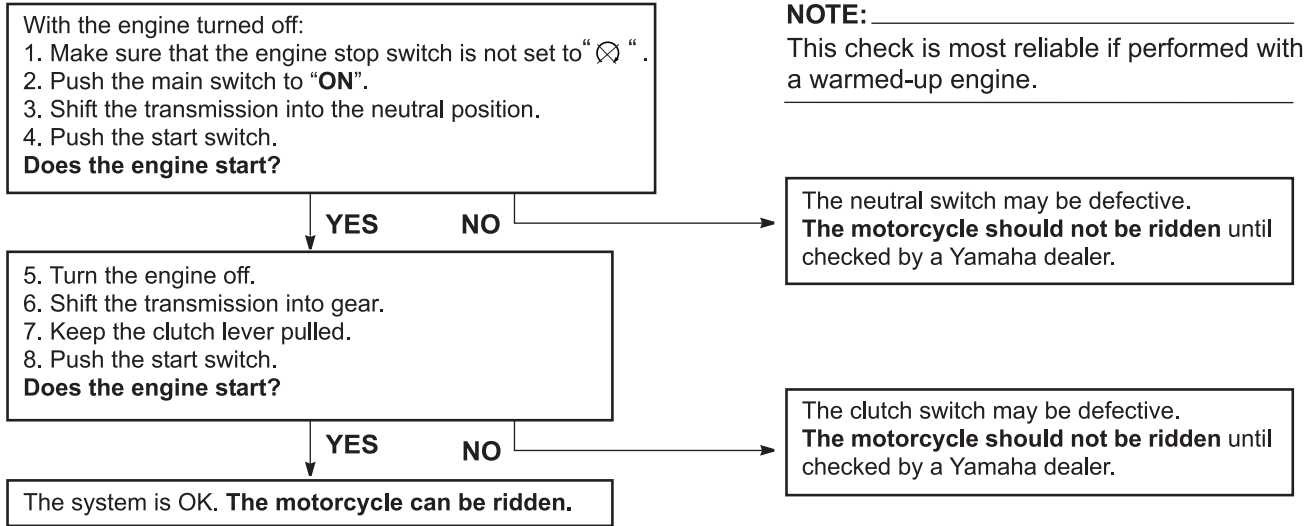 With the engine turned off:
1. Make sure that the engine stop switch is not set to“ ⊗ “ .
2. Push the main switch to “ON”.
3. Shift the transmission into the neutral position.
4. Push the start switch.
Does the engine start?
NOTE:
This check is most reliable if performed with
a warmed-up engine.
YES NO
The neutral switch may be defective.
The motorcycle should not be ridden until
checked by a Yamaha dealer.
5. Turn the engine off.
6. Shift the transmission into gear.
7. Keep the clutch lever pulled.
8. Push the start switch.
Does the engine start?
YES NO
The clutch switch may be defective.
The motorcycle should not be ridden until
checked by a Yamaha dealer.
The system is OK. The motorcycle can be ridden.